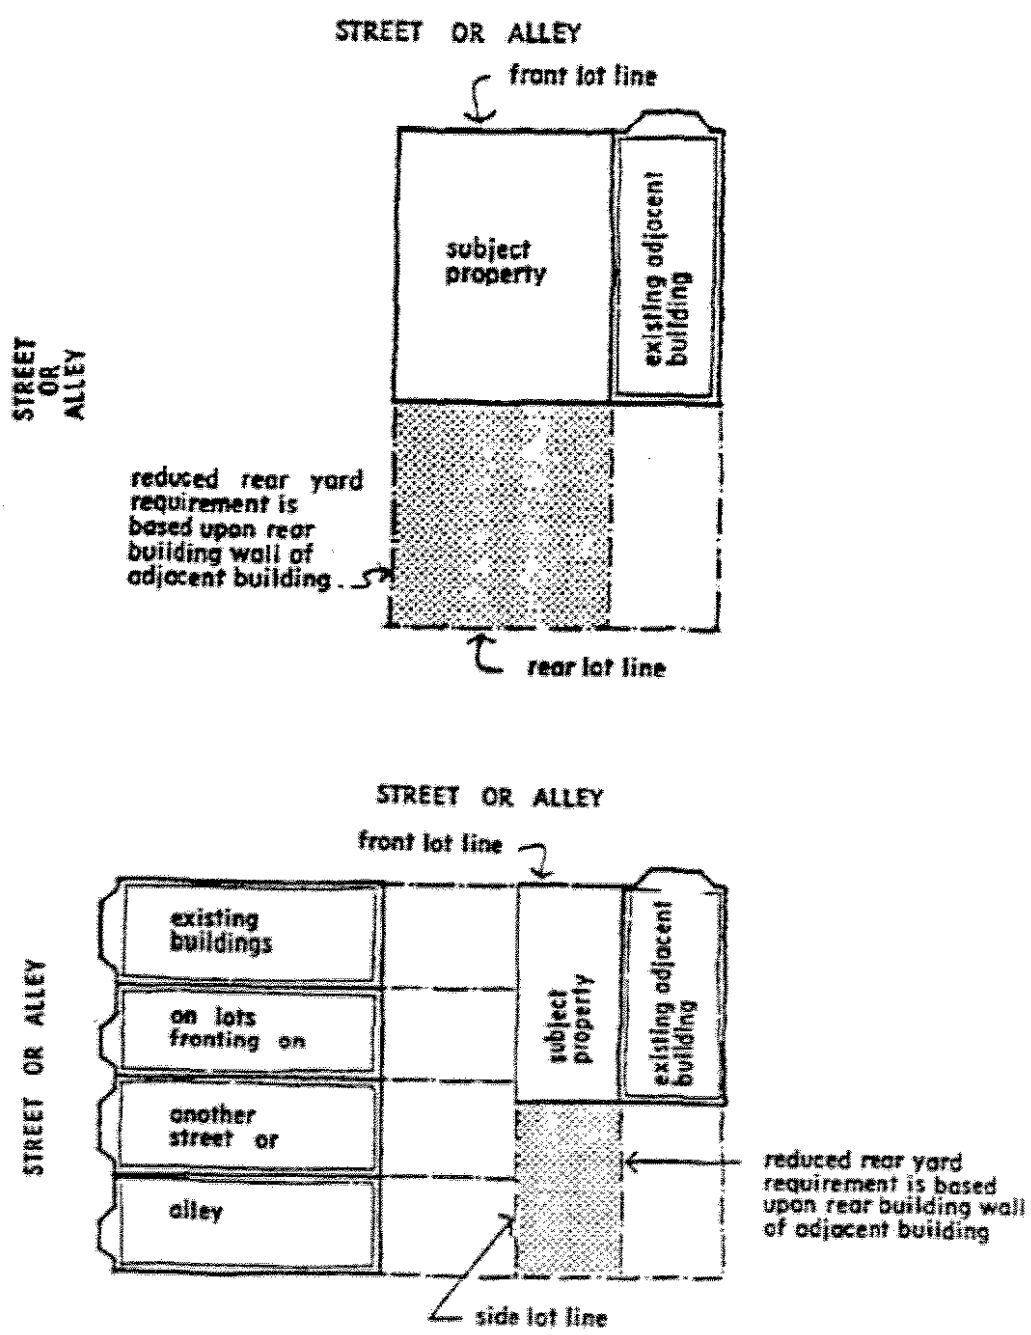 STREET OR ALLEY
front lot line
subject
property
existing adjacent
building
STREET
OR
ALLEY
reduced rear yard
requirement is
based upon rear
building wall of
adjacent building
rear lot line
STREET OR ALLEY
front lot line
existing
buildings
on lots
fronting on
another
street or
alley
STREET OR ALLEY
subject
property
existing adjacent
building
reduced rear yard
requirement is based
upon rear building wall
of adjacent building
side lot line